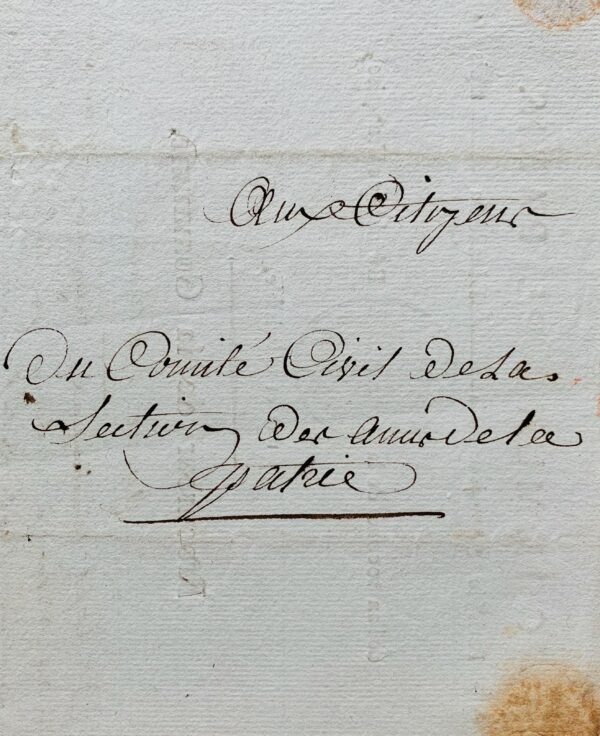 Aux Citoyens
Du Comité Civil de la
Section des amis de la
patrie